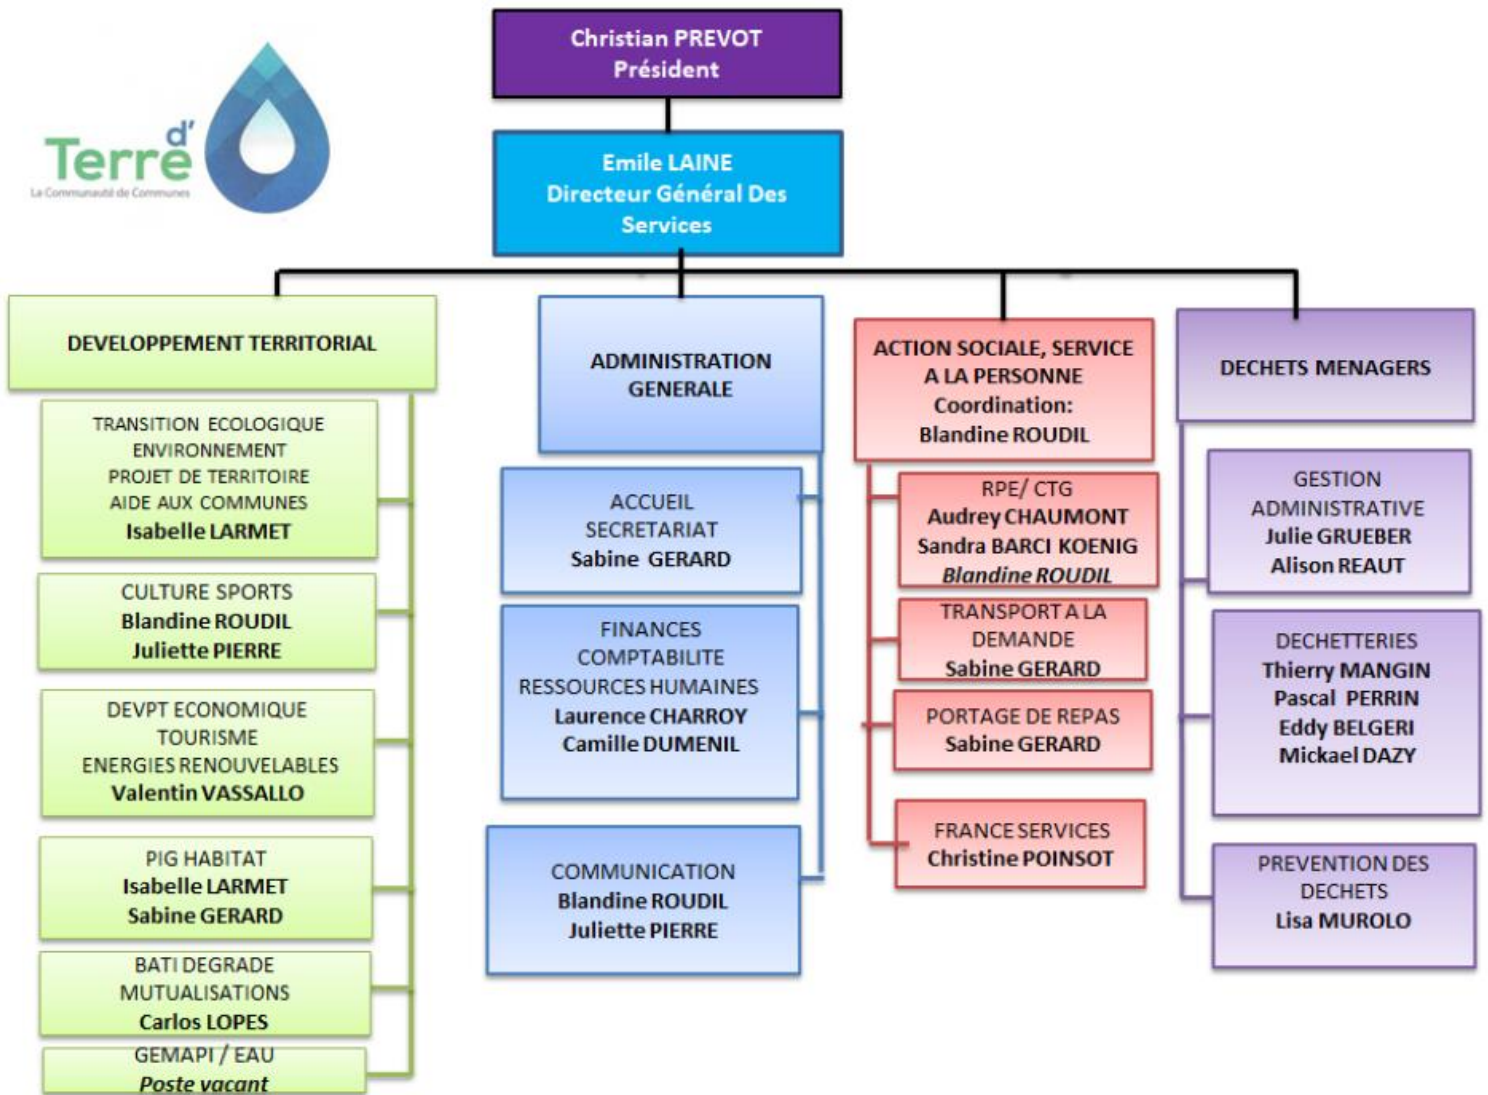 Christian PREVOT
Président
d'
Terre
La Communauté de Communes
Emile LAINE
Directeur Général Des
Services
DEVELOPPEMENT TERRITORIAL
TRANSITION ECOLOGIQUE
ENVIRONNEMENT
PROJET DE TERRITOIRE
AIDE AUX COMMUNES
Isabelle LARMET
CULTURE SPORTS
Blandine ROUDIL
Juliette PIERRE
DEVPT ECONOMIQUE
TOURISME
ENERGIES RENOUVELABLES
Valentin VASSALLO
PIG HABITAT
Isabelle LARMET
Sabine GERARD
BATI DEGRADE
MUTUALISATIONS
Carlos LOPES
GEMAPI / EAU
Poste vacant
ADMINISTRATION
GENERALE
ACCUEIL
SECRETARIAT
Sabine GERARD
FINANCES
COMPTABILITE
RESSOURCES HUMAINES
Laurence CHARROY
Camille DUMENIL
COMMUNICATION
Blandine ROUDIL
Juliette PIERRE
ACTION SOCIALE, SERVICE
A LA PERSONNE
Coordination:
Blandine ROUDIL
RPE/ CTG
Audrey CHAUMONT
Sandra BARCI KOENIG
Blandine ROUDIL
TRANSPORT A LA
DEMANDE
Sabine GERARD
PORTAGE DE REPAS
Sabine GERARD
FRANCE SERVICES
Christine POINSOT
DECHETS MENAGERS
GESTION
ADMINISTRATIVE
Julie GRUEBER
Alison REAUT
DECHETTERIES
Thierry MANGIN
Pascal PERRIN
Eddy BELGERI
Mickael DAZY
PREVENTION DES
DECHETS
Lisa MUROLO